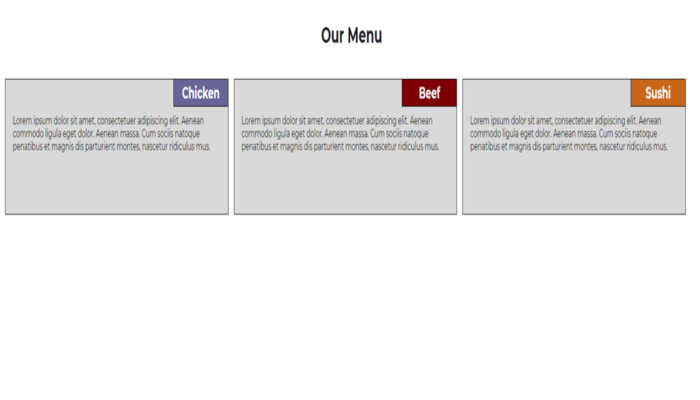 Our Menu
Chicken
Lorem ipsum dolor sit amet, consectetuer adipiscing elit. Aenean
commodo ligula eget dolor. Aenean massa. Cum sociis natoque
penatibus et magnis dis parturient montes, nascetur ridiculus mus.
Beef
Lorem ipsum dolor sit amet, consectetuer adipiscing elit. Aenean
commodo ligula eget dolor. Aenean massa. Cum sociis natoque
penatibus et magnis dis parturient montes, nascetur ridiculus mus.
Sushi
Lorem ipsum dolor sit amet, consectetuer adipiscing elit. Aenean
commodo ligula eget dolor. Aenean massa. Cum sociis natoque
penatibus et magnis dis parturient montes, nascetur ridiculus mus.